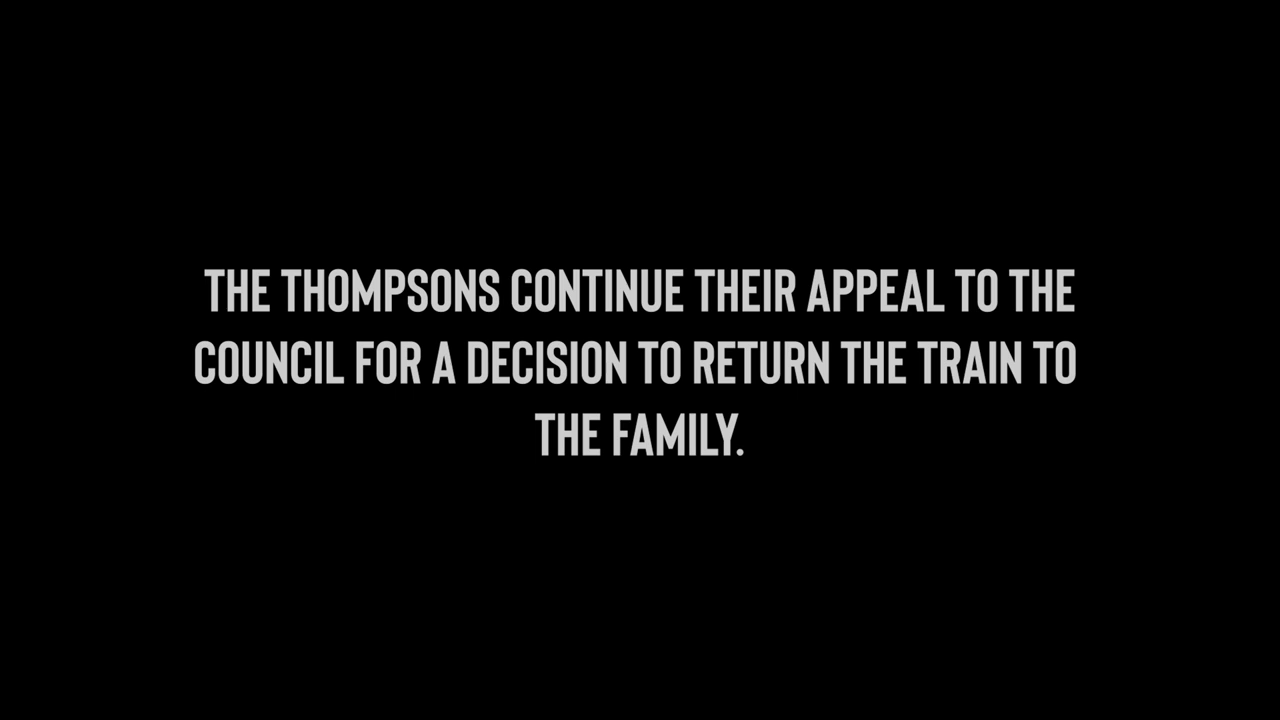 THE THOMPSONS CONTINUE THEIR APPEAL TO THE
COUNCIL FOR A DECISION TO RETURN THE TRAIN TO
THE FAMILY.